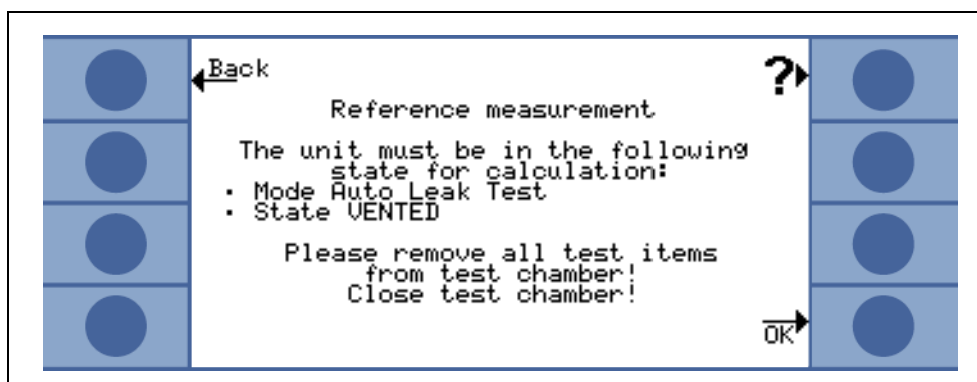 Back
?
Reference measurement
The unit must be in the following
state for calculation:
· Mode Auto Leak Test
· State VENTED
Please remove all test items
from test chamber!
Close test chamber!
OK